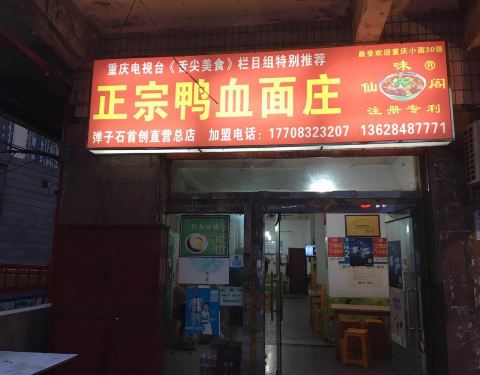 重庆电视台《舌尖美食》栏目组特别推荐
最受欢迎重庆小面30强
正宗鸭血面庄
味®
仙 阁
注册专利
弹子石首创直营总店 加盟电话:17708323207 13628487771